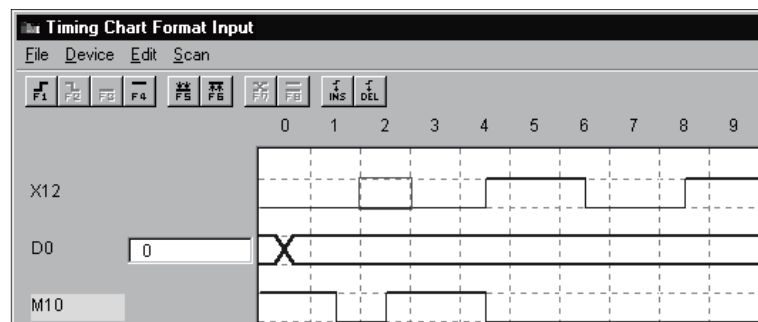 Timing Chart Format Input
File Device Edit Scan
F1 F2 F3 F4 F5 F6 F7 F8 INS DEL
0 1 2 3 4 5 6 7 8 9
X12
D0 0
M10